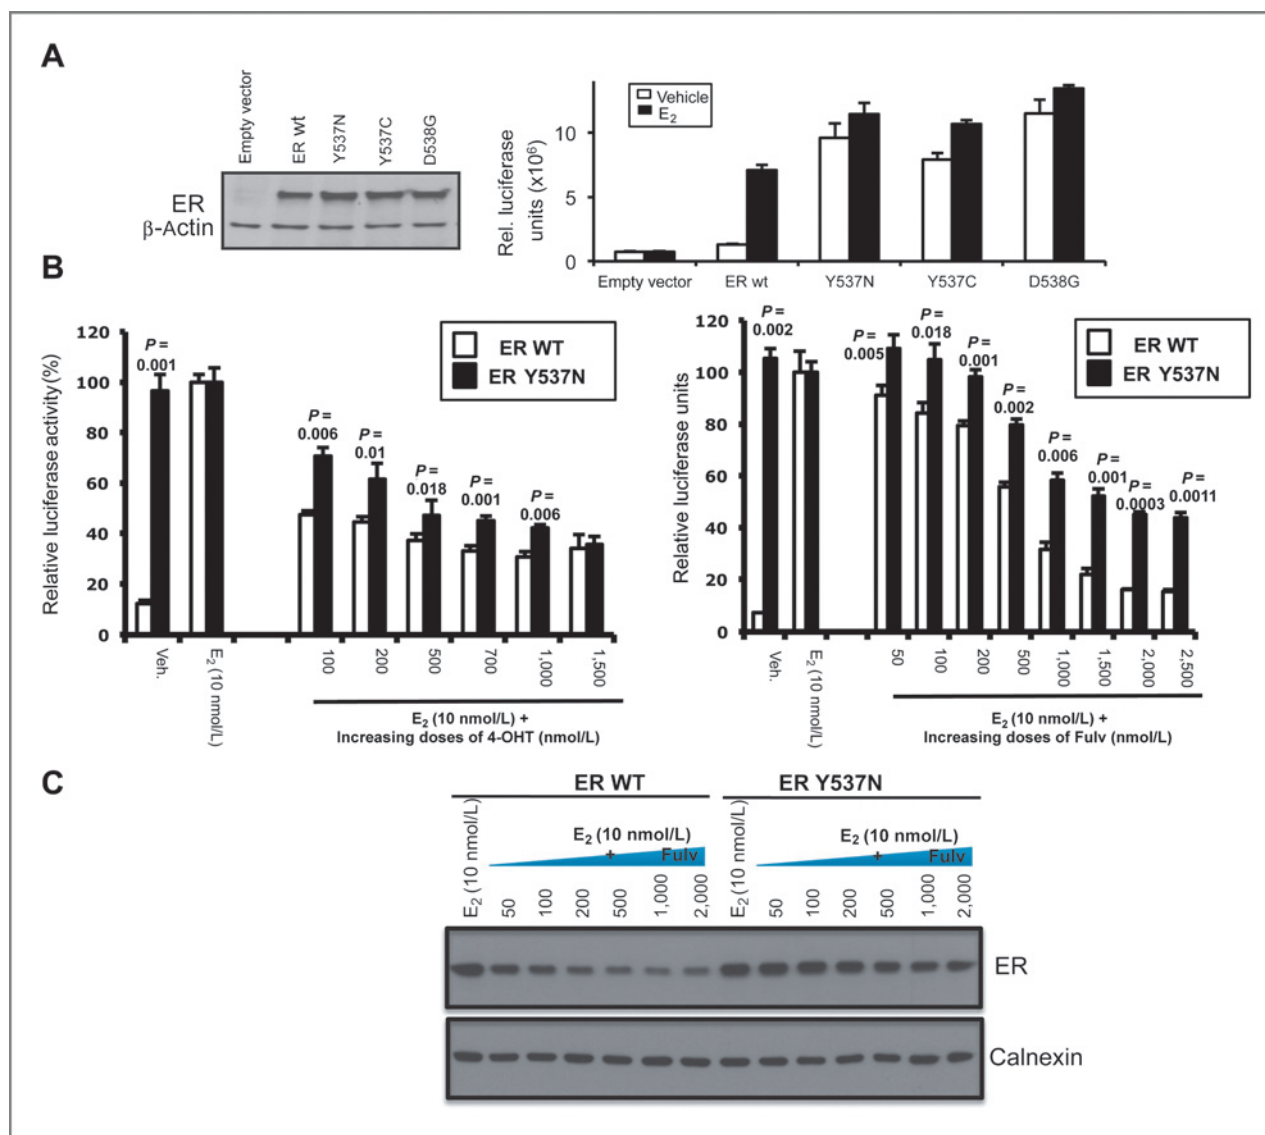 A
Empty vector
ER wt
Y537N
Y537C
D538G
ER
β-Actin
Rel. luciferase
units (x10⁶)
10
5
0
Vehicle
E₂
Empty vector
ER wt
Y537N
Y537C
D538G
B
Relative luciferase activity (%)
120
100
80
60
40
20
0
P =
0.001
P =
0.006
P =
0.01
P =
0.018
P =
0.001
P =
0.006
ER WT
ER Y537N
Veh.
E₂ (10 nmol/L)
100
200
500
700
1,000
1,500
E₂ (10 nmol/L) +
Increasing doses of 4-OHT (nmol/L)
Relative luciferase units
120
100
80
60
40
20
0
P =
0.002
P =
0.005
P =
0.018
P =
0.001
P =
0.002
P =
0.006
P =
0.001
P =
0.0003
P =
0.0011
ER WT
ER Y537N
Veh.
E₂ (10 nmol/L)
50
100
200
500
1,000
1,500
2,000
2,500
E₂ (10 nmol/L) +
Increasing doses of Fulv (nmol/L)
C
ER WT
ER Y537N
E₂ (10 nmol/L)
E₂ (10 nmol/L)
+
Fulv
50
100
200
500
1,000
2,000
E₂ (10 nmol/L)
E₂ (10 nmol/L)
+
Fulv
50
100
200
500
1,000
2,000
ER
Calnexin